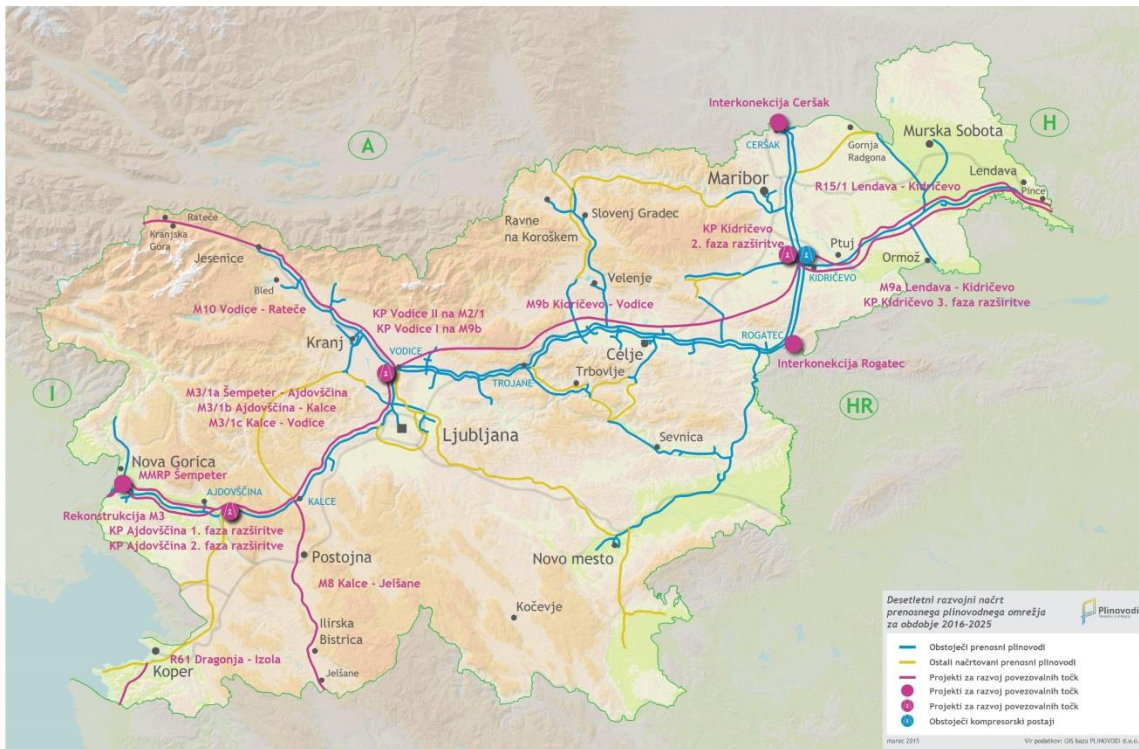 Interkonekcija Ceršak
H
A
CERŠAK
Gornja
Radgona
Murska Sobota
Maribor
R15/1 Lendava - Kidričevo
Lendava
Pince
Rateče
Kranjska
Gora
Ravne
na Koroškem
Slovenj Gradec
KP Kidričevo
2. faza razširitve
Ptuj
Jesenice
Ormož
Bled
Velenje
KIDRIČEVO
M9a Lendava - Kidričevo
KP Kidričevo 3. faza razširitve
M10 Vodice - Rateče
M9b Kidričevo - Vodice
KP Vodice II na M2/1
KP Vodice I na M9b
Kranj
VODICE
ROGATEC
Celje
TROJANE
Trbovlje
Interkonekcija Rogatec
I
M3/1a Šempeter - Ajdovščina
M3/1b Ajdovščina - Kalce
M3/1c Kalce - Vodice
HR
Ljubljana
Sevnica
Nova Gorica
MMRP Šempeter
AJDOVŠČINA
KALCE
Rekonstrukcija M3
KP Ajdovščina 1. faza razširitve
KP Ajdovščina 2. faza razširitve
Postojna
Novo mesto
M8 Kalce - Jelšane
Kočevje
Ilirska
Bistrica
R61 Dragonja - Izola
Koper
Jelšane
Desetletni razvojni načrt
prenosnega plinovodnega omrežja
za obdobje 2016-2025
Plinovodi
Obstoječi prenosni plinovodi
Ostali načrtovani prenosni plinovodi
Projekti za razvoj povezovalnih točk
Projekti za razvoj povezovalnih točk
Projekti za razvoj povezovalnih točk
Obstoječi kompresorski postaji
marec 2015
Vir podatkov: GIS baza PLINOVODI d.o.o.